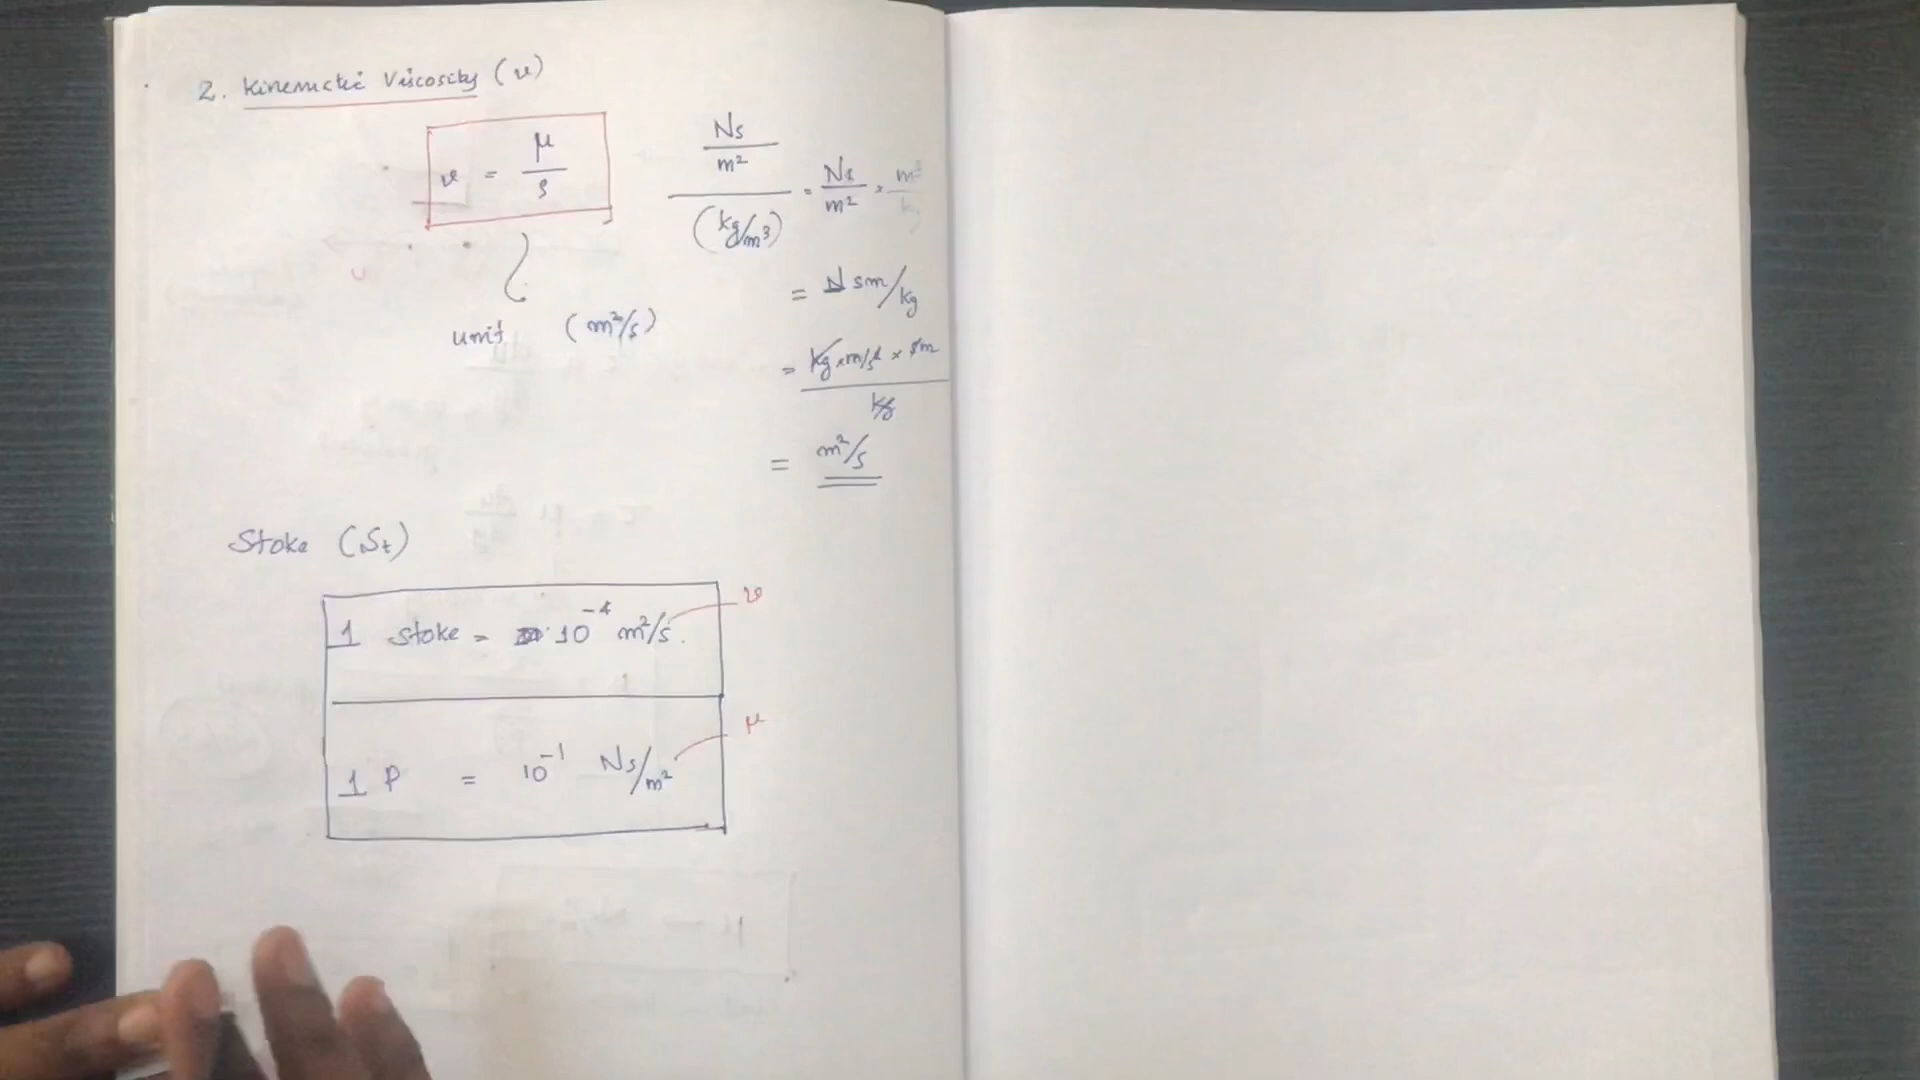 2. Kinematic Viscosity (ν)
ν = μ/ρ
Ns/m² / (kg/m³) = Ns/m² × m³/kg
= N sm/kg
= kg×m/s² × sm / kg
= m²/s
unit (m²/s)
Stoke (St)
1 Stoke = 10⁻⁴ m²/s. ν
1 P = 10⁻¹ Ns/m² μ